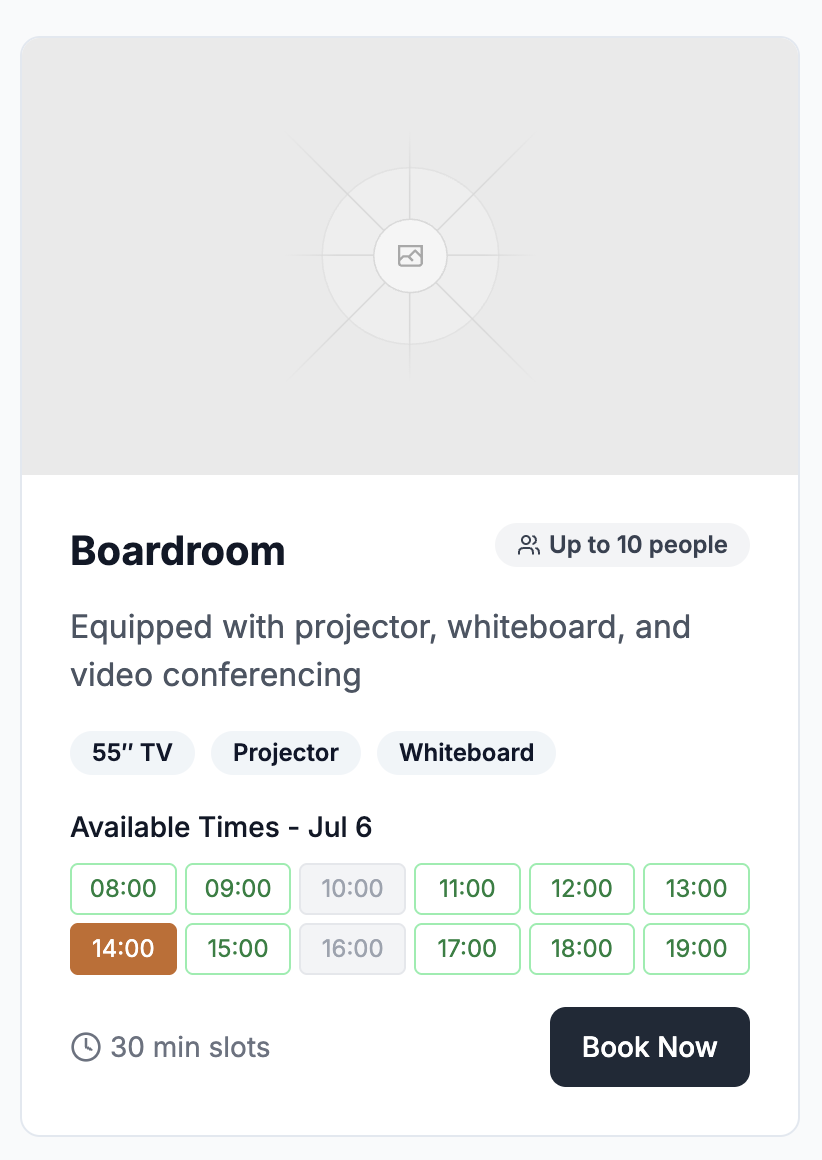 Boardroom
Up to 10 people
Equipped with projector, whiteboard, and
video conferencing
55″ TV Projector Whiteboard
Available Times - Jul 6
08:00 09:00 10:00 11:00 12:00 13:00
14:00 15:00 16:00 17:00 18:00 19:00
30 min slots Book Now